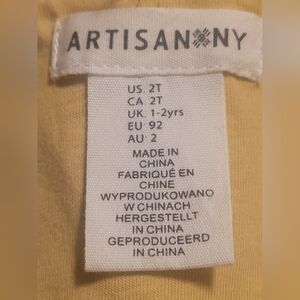 ARTISAN NY
US 2T
CA 2T
UK 1-2yrs
EU 92
AU 2
MADE IN
CHINA
FABRIQUÉ EN
CHINE
WYPRODUKOWANO
W CHINACH
HERGESTELLT
IN CHINA
GEPRODUCEERD
IN CHINA